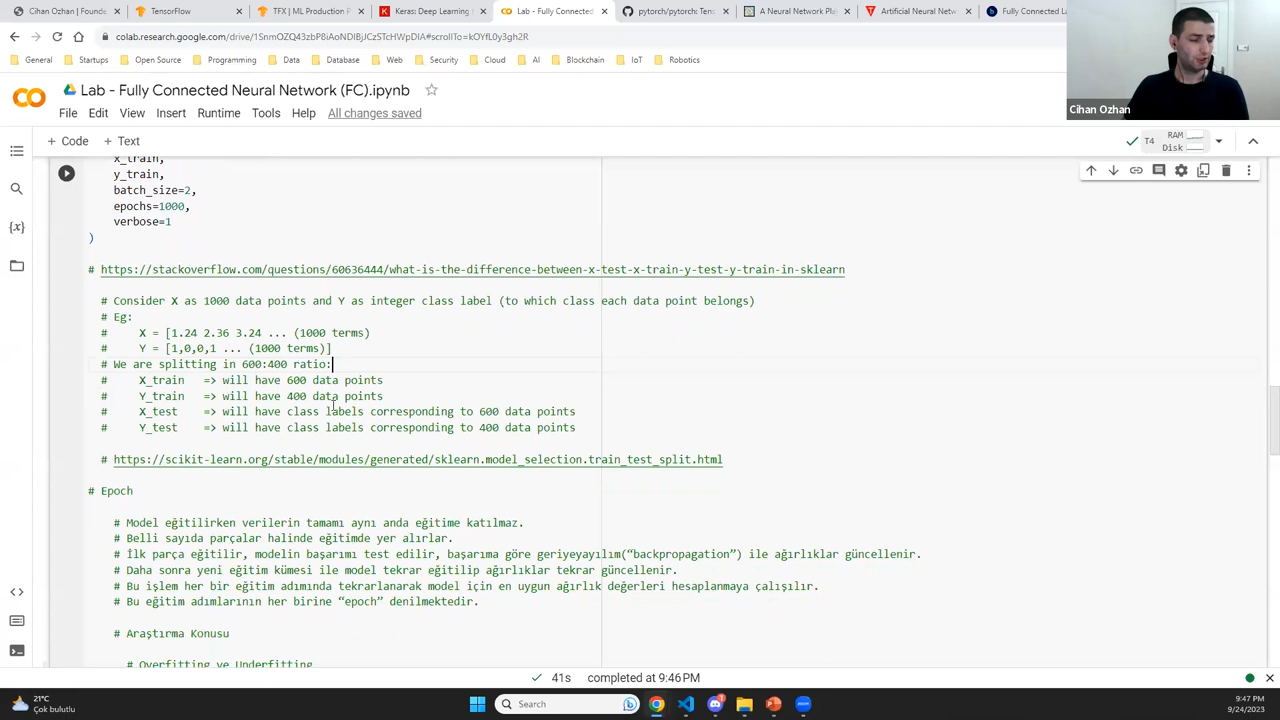 Cihan Ozhan | Founde
TensorFlow
TFX | ML Production P
Keras: Deep Learning
Lab - Fully Connected
pytorch/pytorch: Tens
A Neural Network Play
Artificial Neural Netw
Fully Connected La
colab.research.google.com/drive/1SnmOZQ43zbP8iAoNDIBjJCzSTcHWpDIA#scrollTo=kOYfL0y3gh2R
General Startups Open Source Programming Data Database Web Security Cloud AI Blockchain IoT Robotics
Lab - Fully Connected Neural Network (FC).ipynb
File Edit View Insert Runtime Tools Help All changes saved
Cihan Ozhan
+ Code + Text
T4 RAM
Disk
x_train,
y_train,
batch_size=2,
epochs=1000,
verbose=1
)
# https://stackoverflow.com/questions/60636444/what-is-the-difference-between-x-test-x-train-y-test-y-train-in-sklearn
# Consider X as 1000 data points and Y as integer class label (to which class each data point belongs)
# Eg:
# X = [1.24 2.36 3.24 ... (1000 terms)
# Y = [1,0,0,1 ... (1000 terms)]
# We are splitting in 600:400 ratio:
# X_train => will have 600 data points
# Y_train => will have 400 data points
# X_test => will have class labels corresponding to 600 data points
# Y_test => will have class labels corresponding to 400 data points
# https://scikit-learn.org/stable/modules/generated/sklearn.model_selection.train_test_split.html
# Epoch
# Model eğitilirken verilerin tamamı aynı anda eğitime katılmaz.
# Belli sayıda parçalar halinde eğitimde yer alırlar.
# İlk parça eğitilir, modelin başarımı test edilir, başarıma göre geriyeyayılım(“backpropagation”) ile ağırlıklar güncellenir.
# Daha sonra yeni eğitim kümesi ile model tekrar eğitilip ağırlıklar tekrar güncellenir.
# Bu işlem her bir eğitim adımında tekrarlanarak model için en uygun ağırlık değerleri hesaplanmaya çalışılır.
# Bu eğitim adımlarının her birine “epoch” denilmektedir.
# Araştırma Konusu
# Overfitting ve Underfitting
41s completed at 9:46 PM
21°C
Çok bulutlu
Search
9:47 PM
9/24/2023